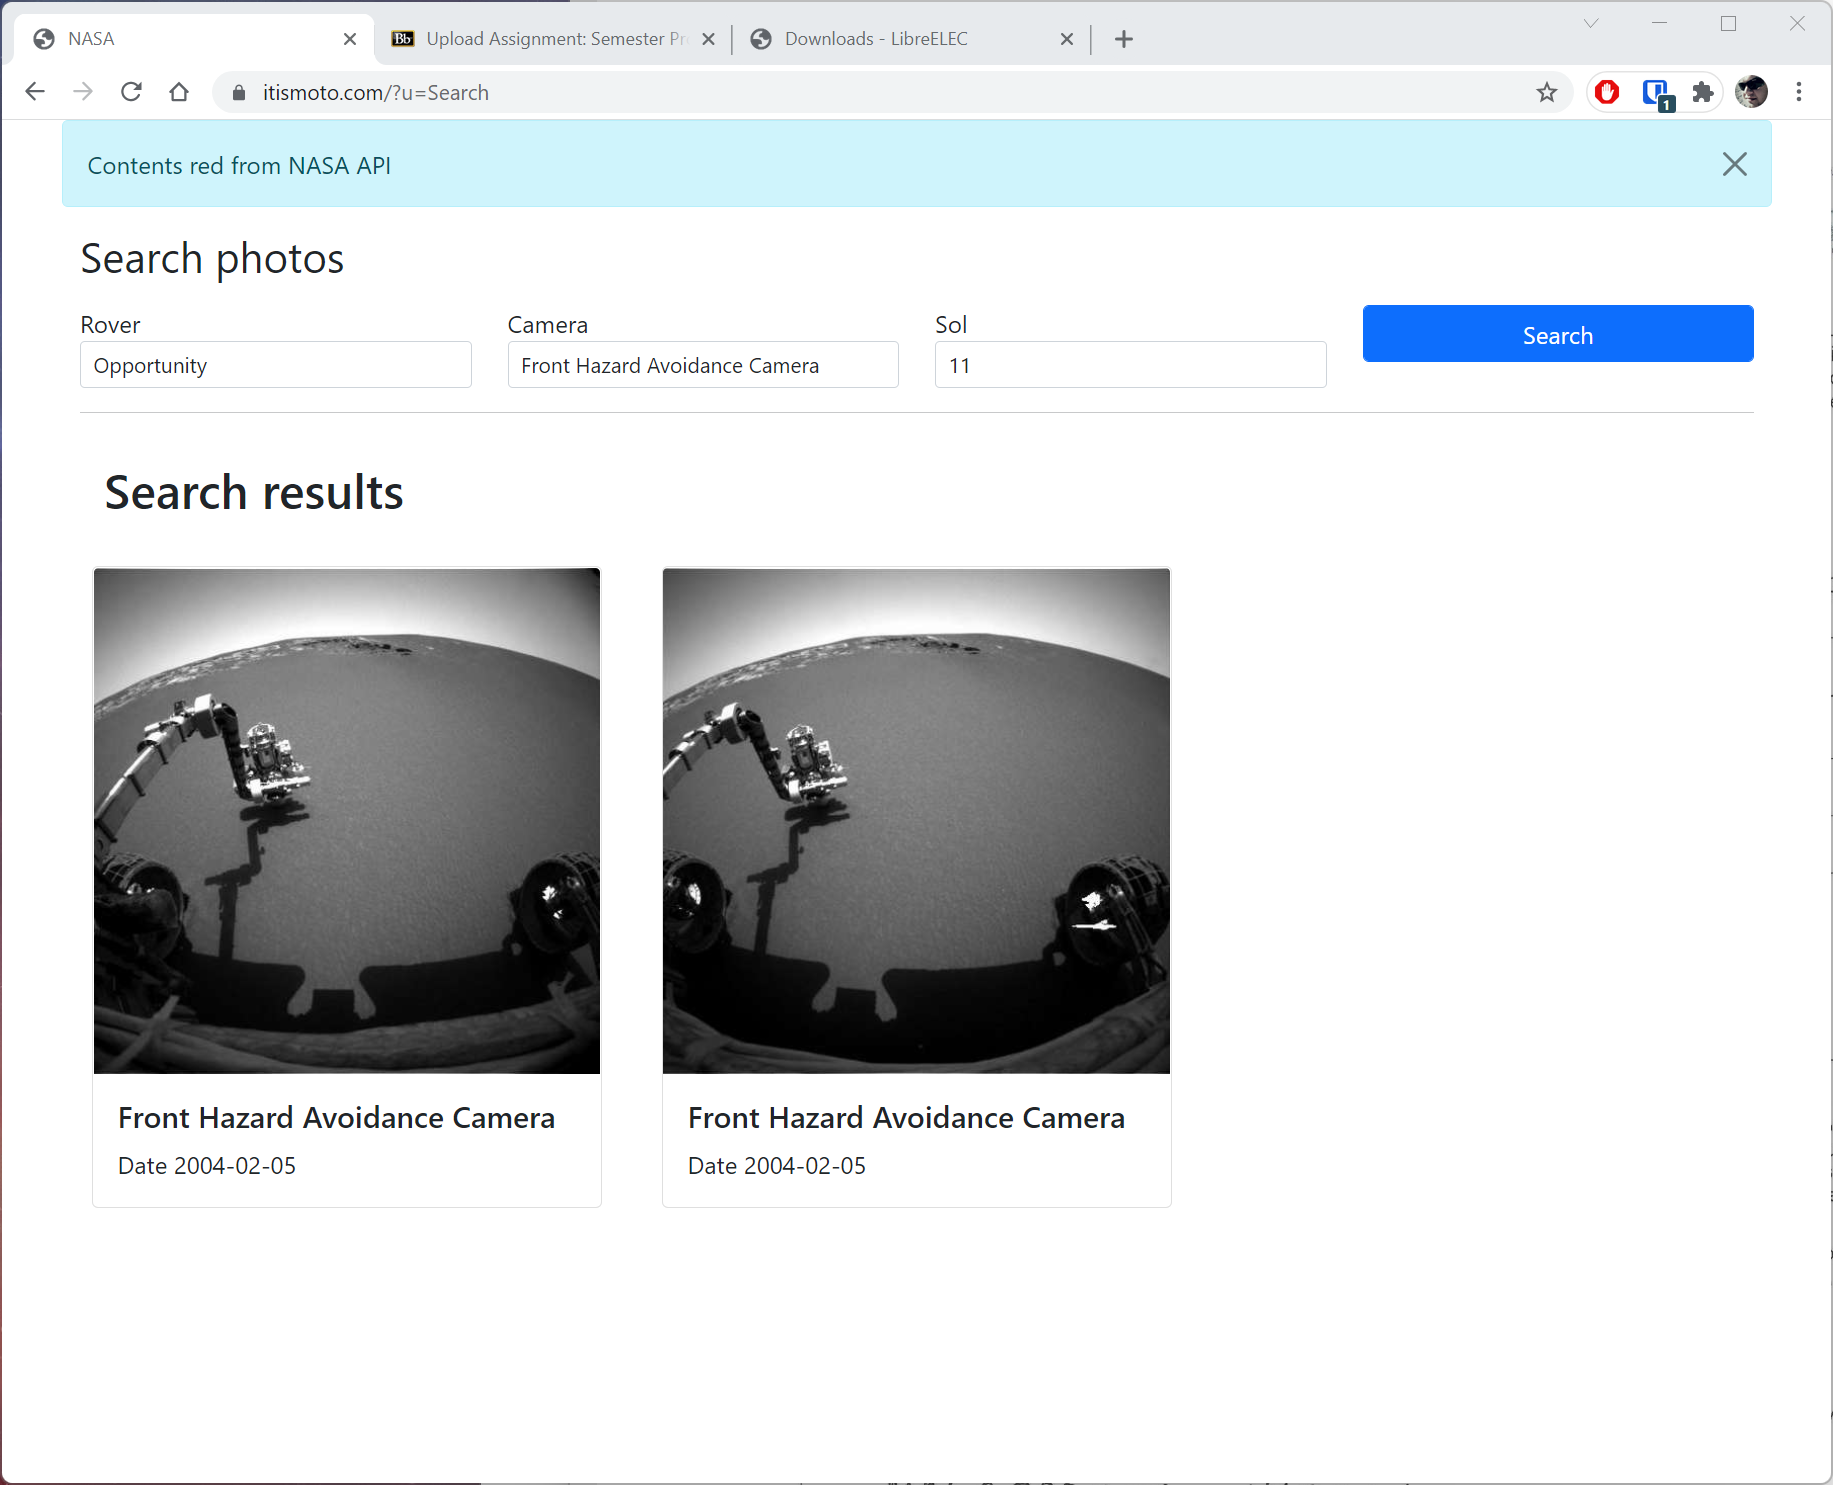 NASA
Upload Assignment: Semester Pr
Downloads - LibreELEC
itismoto.com/?u=Search
1
Contents red from NASA API
Search photos
Rover
Camera
Sol
Search
Opportunity
Front Hazard Avoidance Camera
11
Search results
Front Hazard Avoidance Camera
Date 2004-02-05
Front Hazard Avoidance Camera
Date 2004-02-05